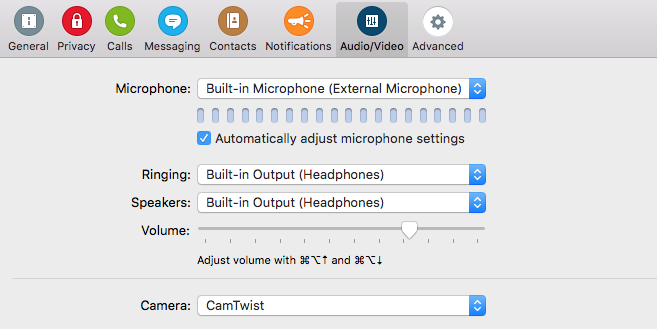 General Privacy Calls Messaging Contacts Notifications Audio/Video Advanced
Microphone: Built-in Microphone (External Microphone)
Automatically adjust microphone settings
Ringing: Built-in Output (Headphones)
Speakers: Built-in Output (Headphones)
Volume:
Adjust volume with ⌘⌥↑ and ⌘⌥↓
Camera: CamTwist